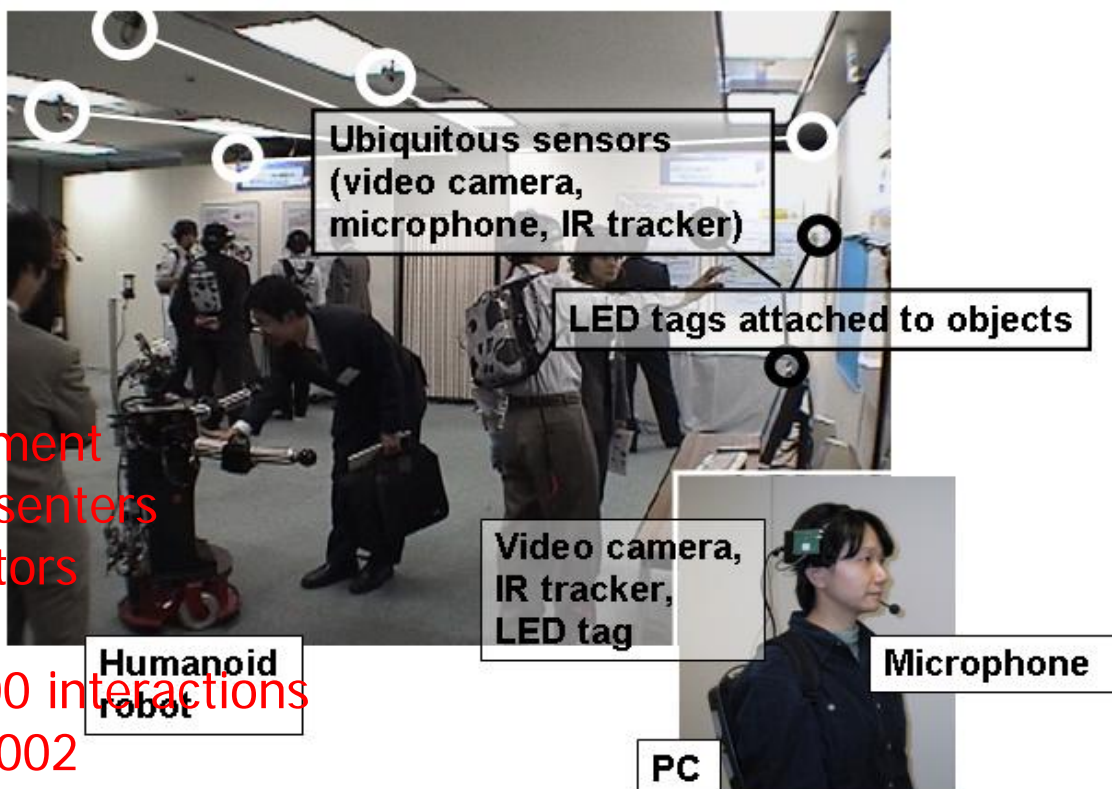 Ubiquitous sensors
(video camera,
microphone, IR tracker)
LED tags attached to objects
ment
senters
tors
Video camera,
IR tracker,
LED tag
Humanoid
robot
Microphone
00 interactions
002
PC